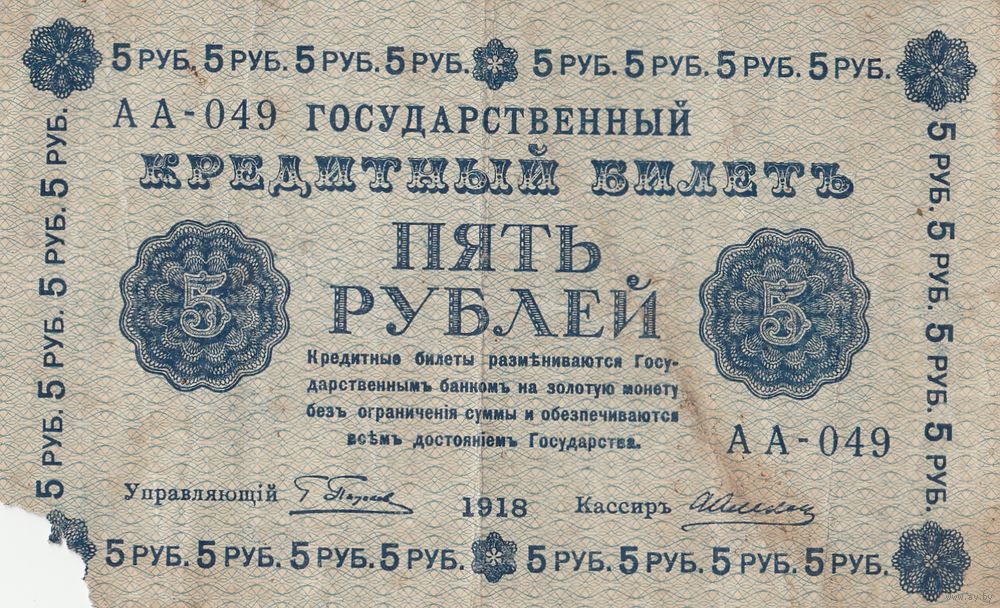 5 РУБ. 5 РУБ. 5 РУБ. 5 РУБ. 5 РУБ. 5 РУБ. 5 РУБ. 5 РУБ.
АА-049 ГОСУДАРСТВЕННЫЙ
КРЕДИТНЫЙ БИЛЕТЪ
ПЯТЬ
РУБЛЕЙ
5
5
Кредитные билеты размѣниваются Госу-
дарственнымъ банкомъ на золотую монету
безъ ограниченія суммы и обезпечиваются
всѣмъ достояніемъ Государства.
АА-049
Управляющій
1918
Кассиръ
5 РУБ. 5 РУБ. 5 РУБ. 5 РУБ.
5 РУБ. 5 РУБ. 5 РУБ. 5 РУБ.
5 РУБ. 5 РУБ. 5 РУБ. 5 РУБ. 5 РУБ. 5 РУБ. 5 РУБ. 5 РУБ.
www.ay.by